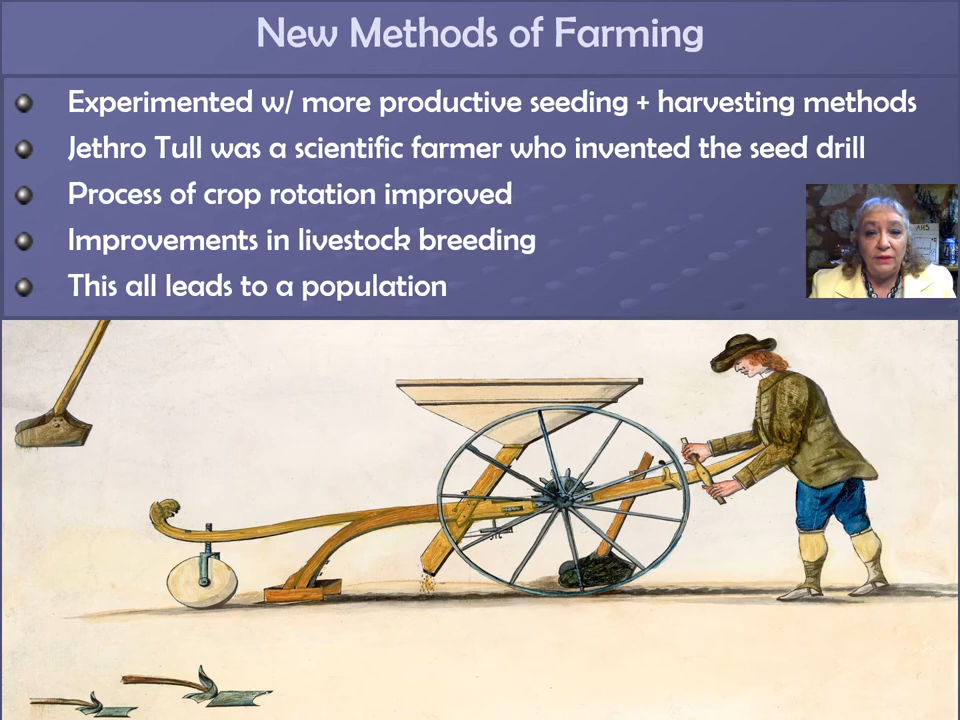 New Methods of Farming
Experimented w/ more productive seeding + harvesting methods
Jethro Tull was a scientific farmer who invented the seed drill
Process of crop rotation improved
Improvements in livestock breeding
This all leads to a population
AHS